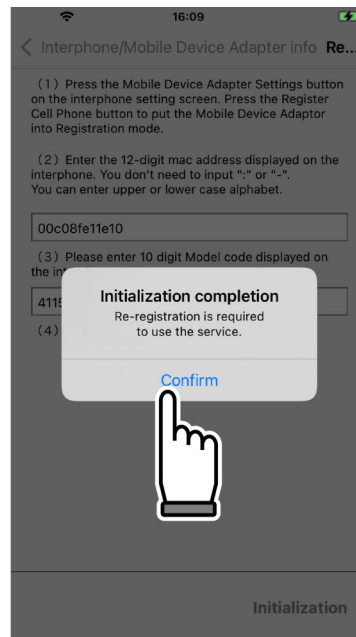 16:09
Interphone/Mobile Device Adapter info Re...
(1) Press the Mobile Device Adapter Settings button
on the interphone setting screen. Press the Register
Cell Phone button to put the Mobile Device Adaptor
into Registration mode.
(2) Enter the 12-digit mac address displayed on the
interphone. You don't need to input ":" or "-".
You can enter upper or lower case alphabet.
00c08fe11e10
(3) Please enter 10 digit Model code displayed on
the
Initialization completion
Re-registration is required
to use the service.
Confirm
(4)
Initialization